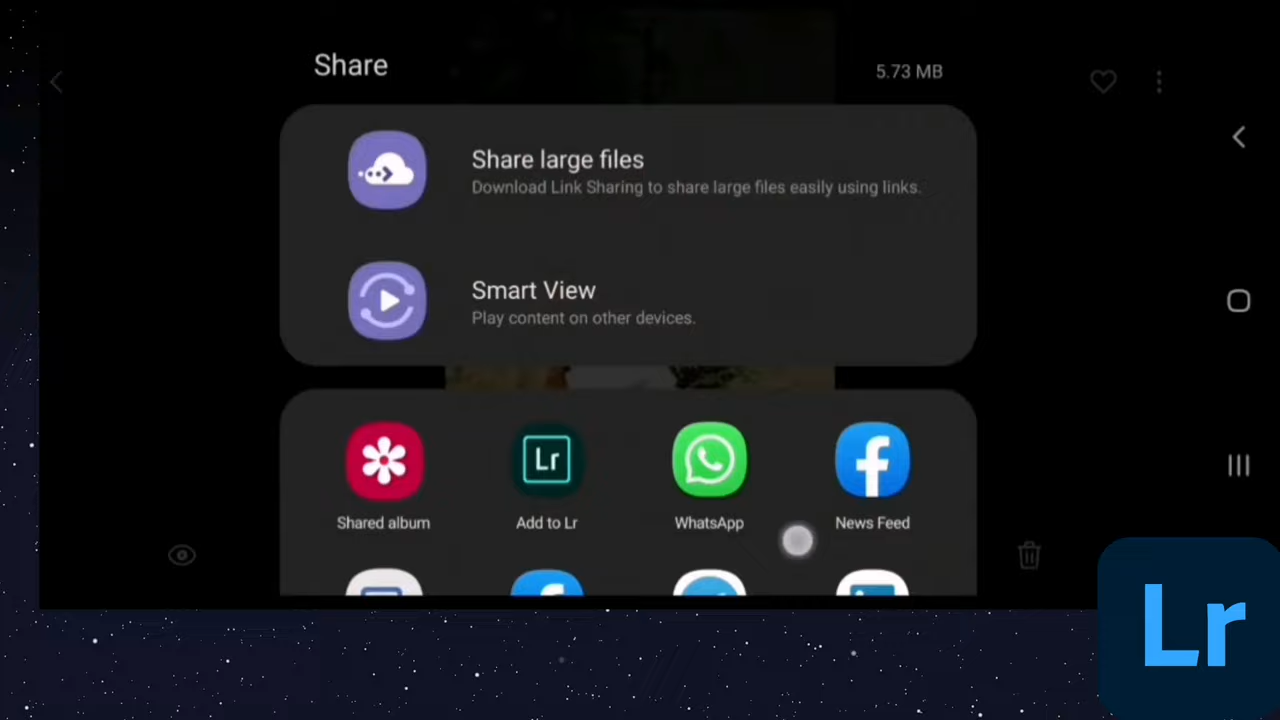 Share
5.73 MB
Share large files
Download Link Sharing to share large files easily using links.
Smart View
Play content on other devices.
Lr
Shared album
Add to Lr
WhatsApp
News Feed
Lr